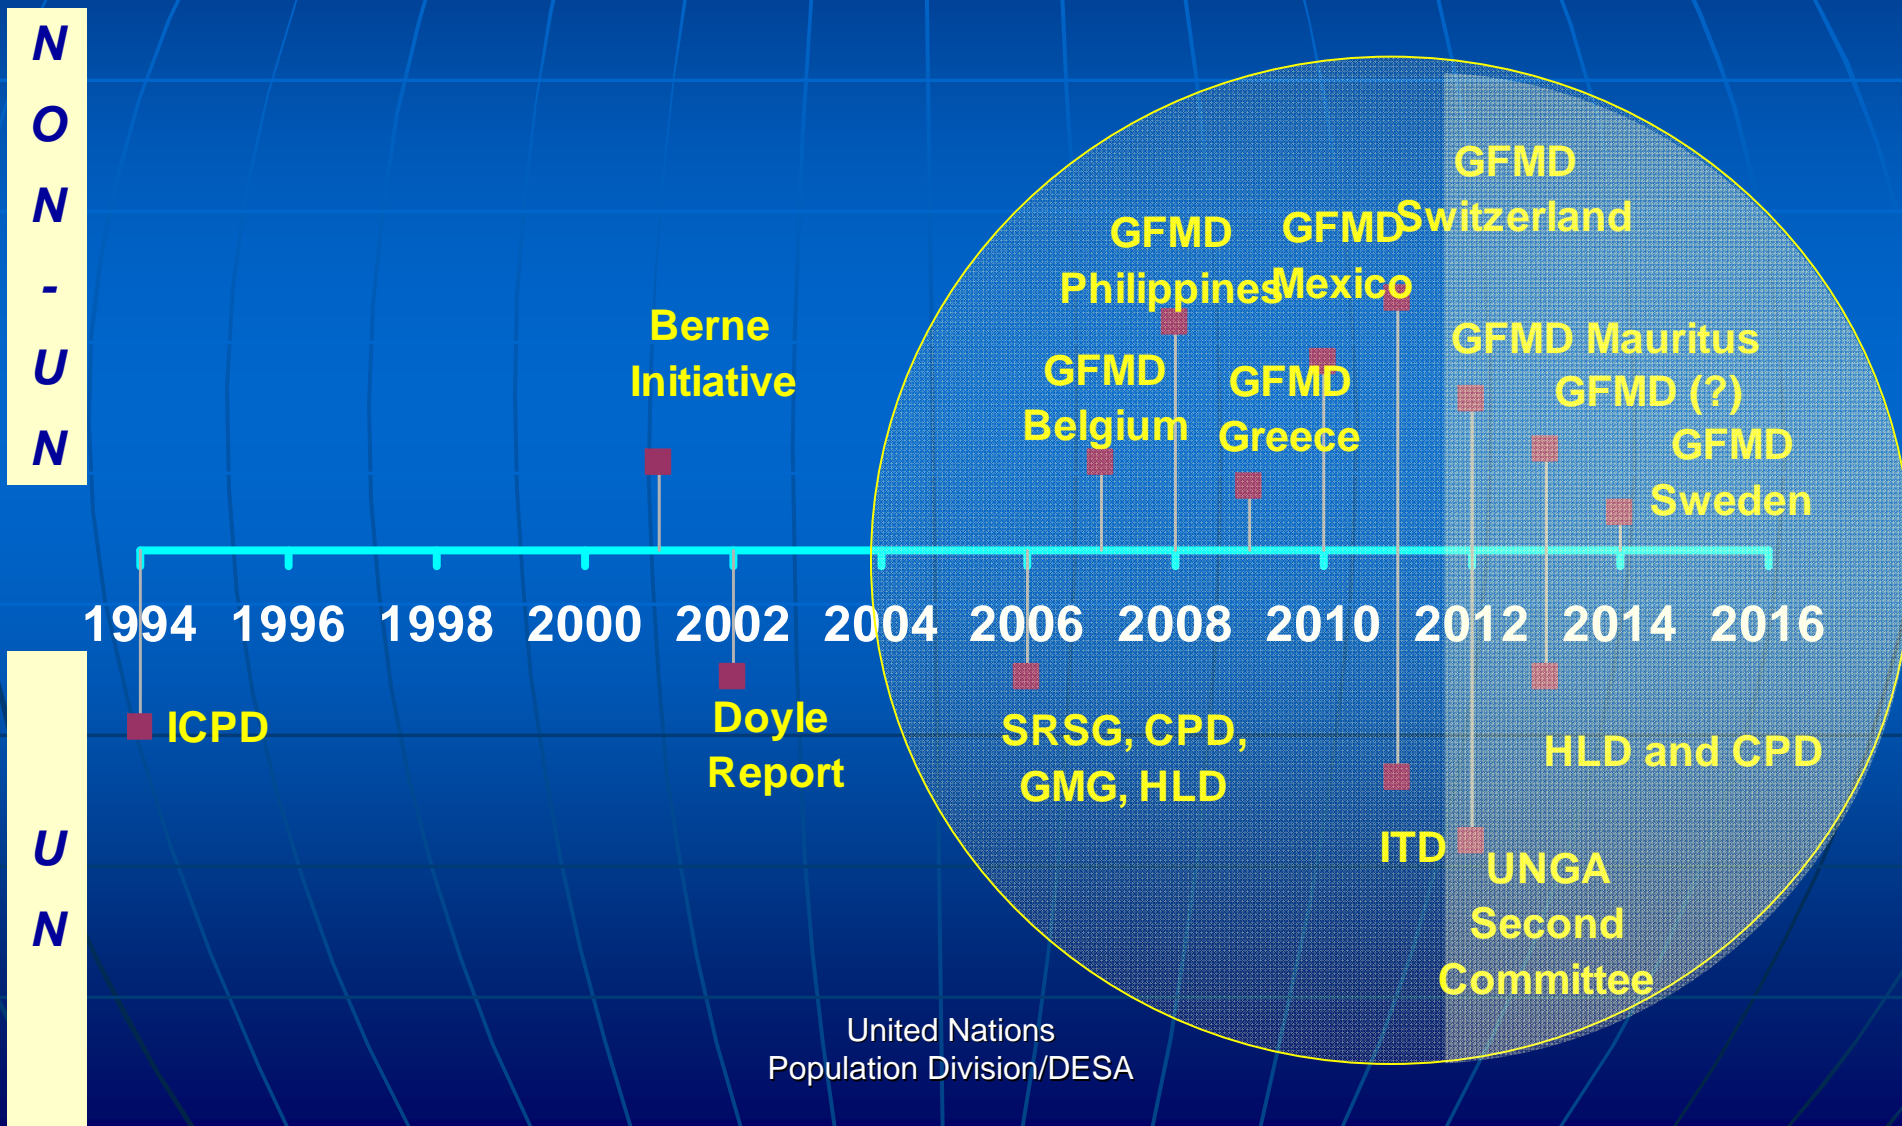 NON-UN
GFMD
Switzerland
GFMD
Philippines
GFMD
Mexico
Berne
Initiative
GFMD
Belgium
GFMD
Greece
GFMD Mauritus
GFMD (?)
GFMD
Sweden
1994 1996 1998 2000 2002 2004 2006 2008 2010 2012 2014 2016
UN
ICPD
Doyle
Report
SRSG, CPD,
GMG, HLD
HLD and CPD
ITD
UNGA
Second
Committee
United Nations
Population Division/DESA